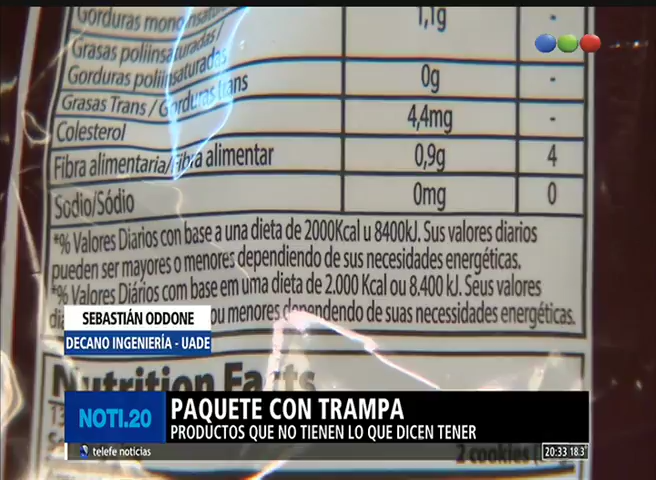 Gorduras mono
1,1g -
Grasas poliinsaturadas/
Gorduras poliinsaturadas
0g -
Grasas Trans / Gorduras trans
Colesterol 4,4mg -
Fibra alimentaria/Fibra alimentar 0,9g 4
Sodio/Sódio 0mg 0
*% Valores Diarios con base a una dieta de 2000Kcal u 8400kJ. Sus valores diarios
pueden ser mayores o menores dependiendo de sus necesidades energéticas.
*% Valores Diários com base em uma dieta de 2.000 Kcal ou 8.400 kJ. Seus valores
ou menores dependendo de suas necesidades energéticas.
SEBASTIÁN ODDONE
DECANO INGENIERÍA - UADE
Nutrition Facts
NOTI.20
PAQUETE CON TRAMPA
PRODUCTOS QUE NO TIENEN LO QUE DICEN TENER
telefe noticias
2 cookies
20:33 18.3°